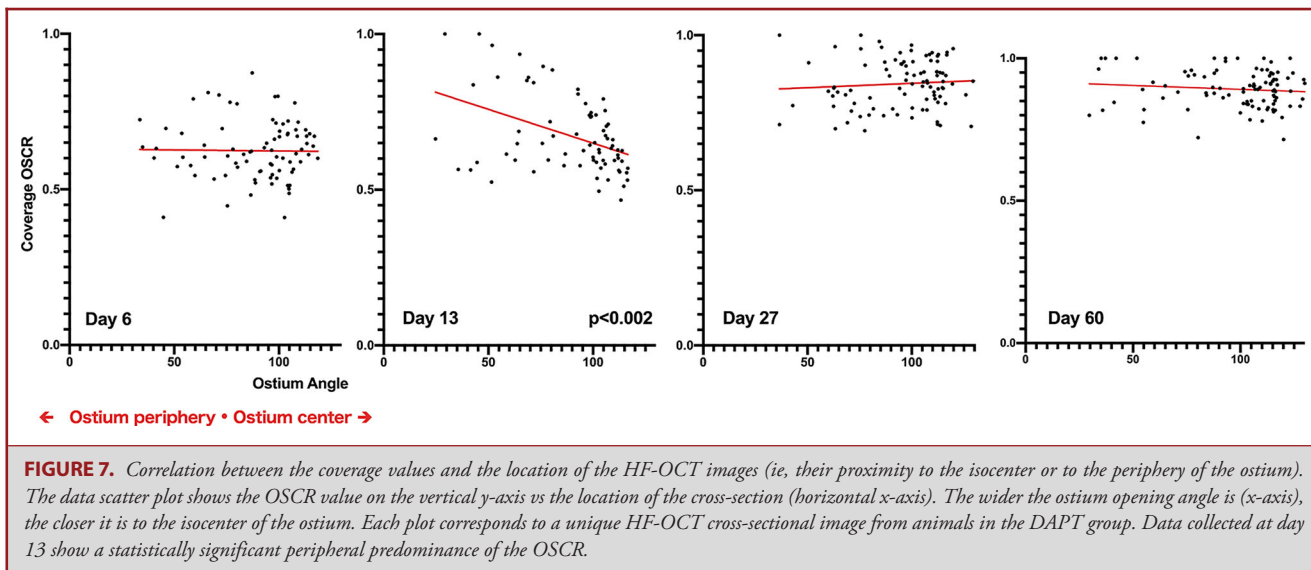 1.0
1.0
1.0
1.0
Coverage OSCR
0.5
0.5
0.5
0.5
Day 6
Day 13
p<0.002
Day 27
Day 60
0.0
0.0
0.0
0.0
0
50
100
0
50
100
0
50
100
0
50
100
Ostium Angle
← Ostium periphery • Ostium center →
FIGURE 7. Correlation between the coverage values and the location of the HF-OCT images (ie, their proximity to the isocenter or to the periphery of the ostium).
The data scatter plot shows the OSCR value on the vertical y-axis vs the location of the cross-section (horizontal x-axis). The wider the ostium opening angle is (x-axis),
the closer it is to the isocenter of the ostium. Each plot corresponds to a unique HF-OCT cross-sectional image from animals in the DAPT group. Data collected at day
13 show a statistically significant peripheral predominance of the OSCR.